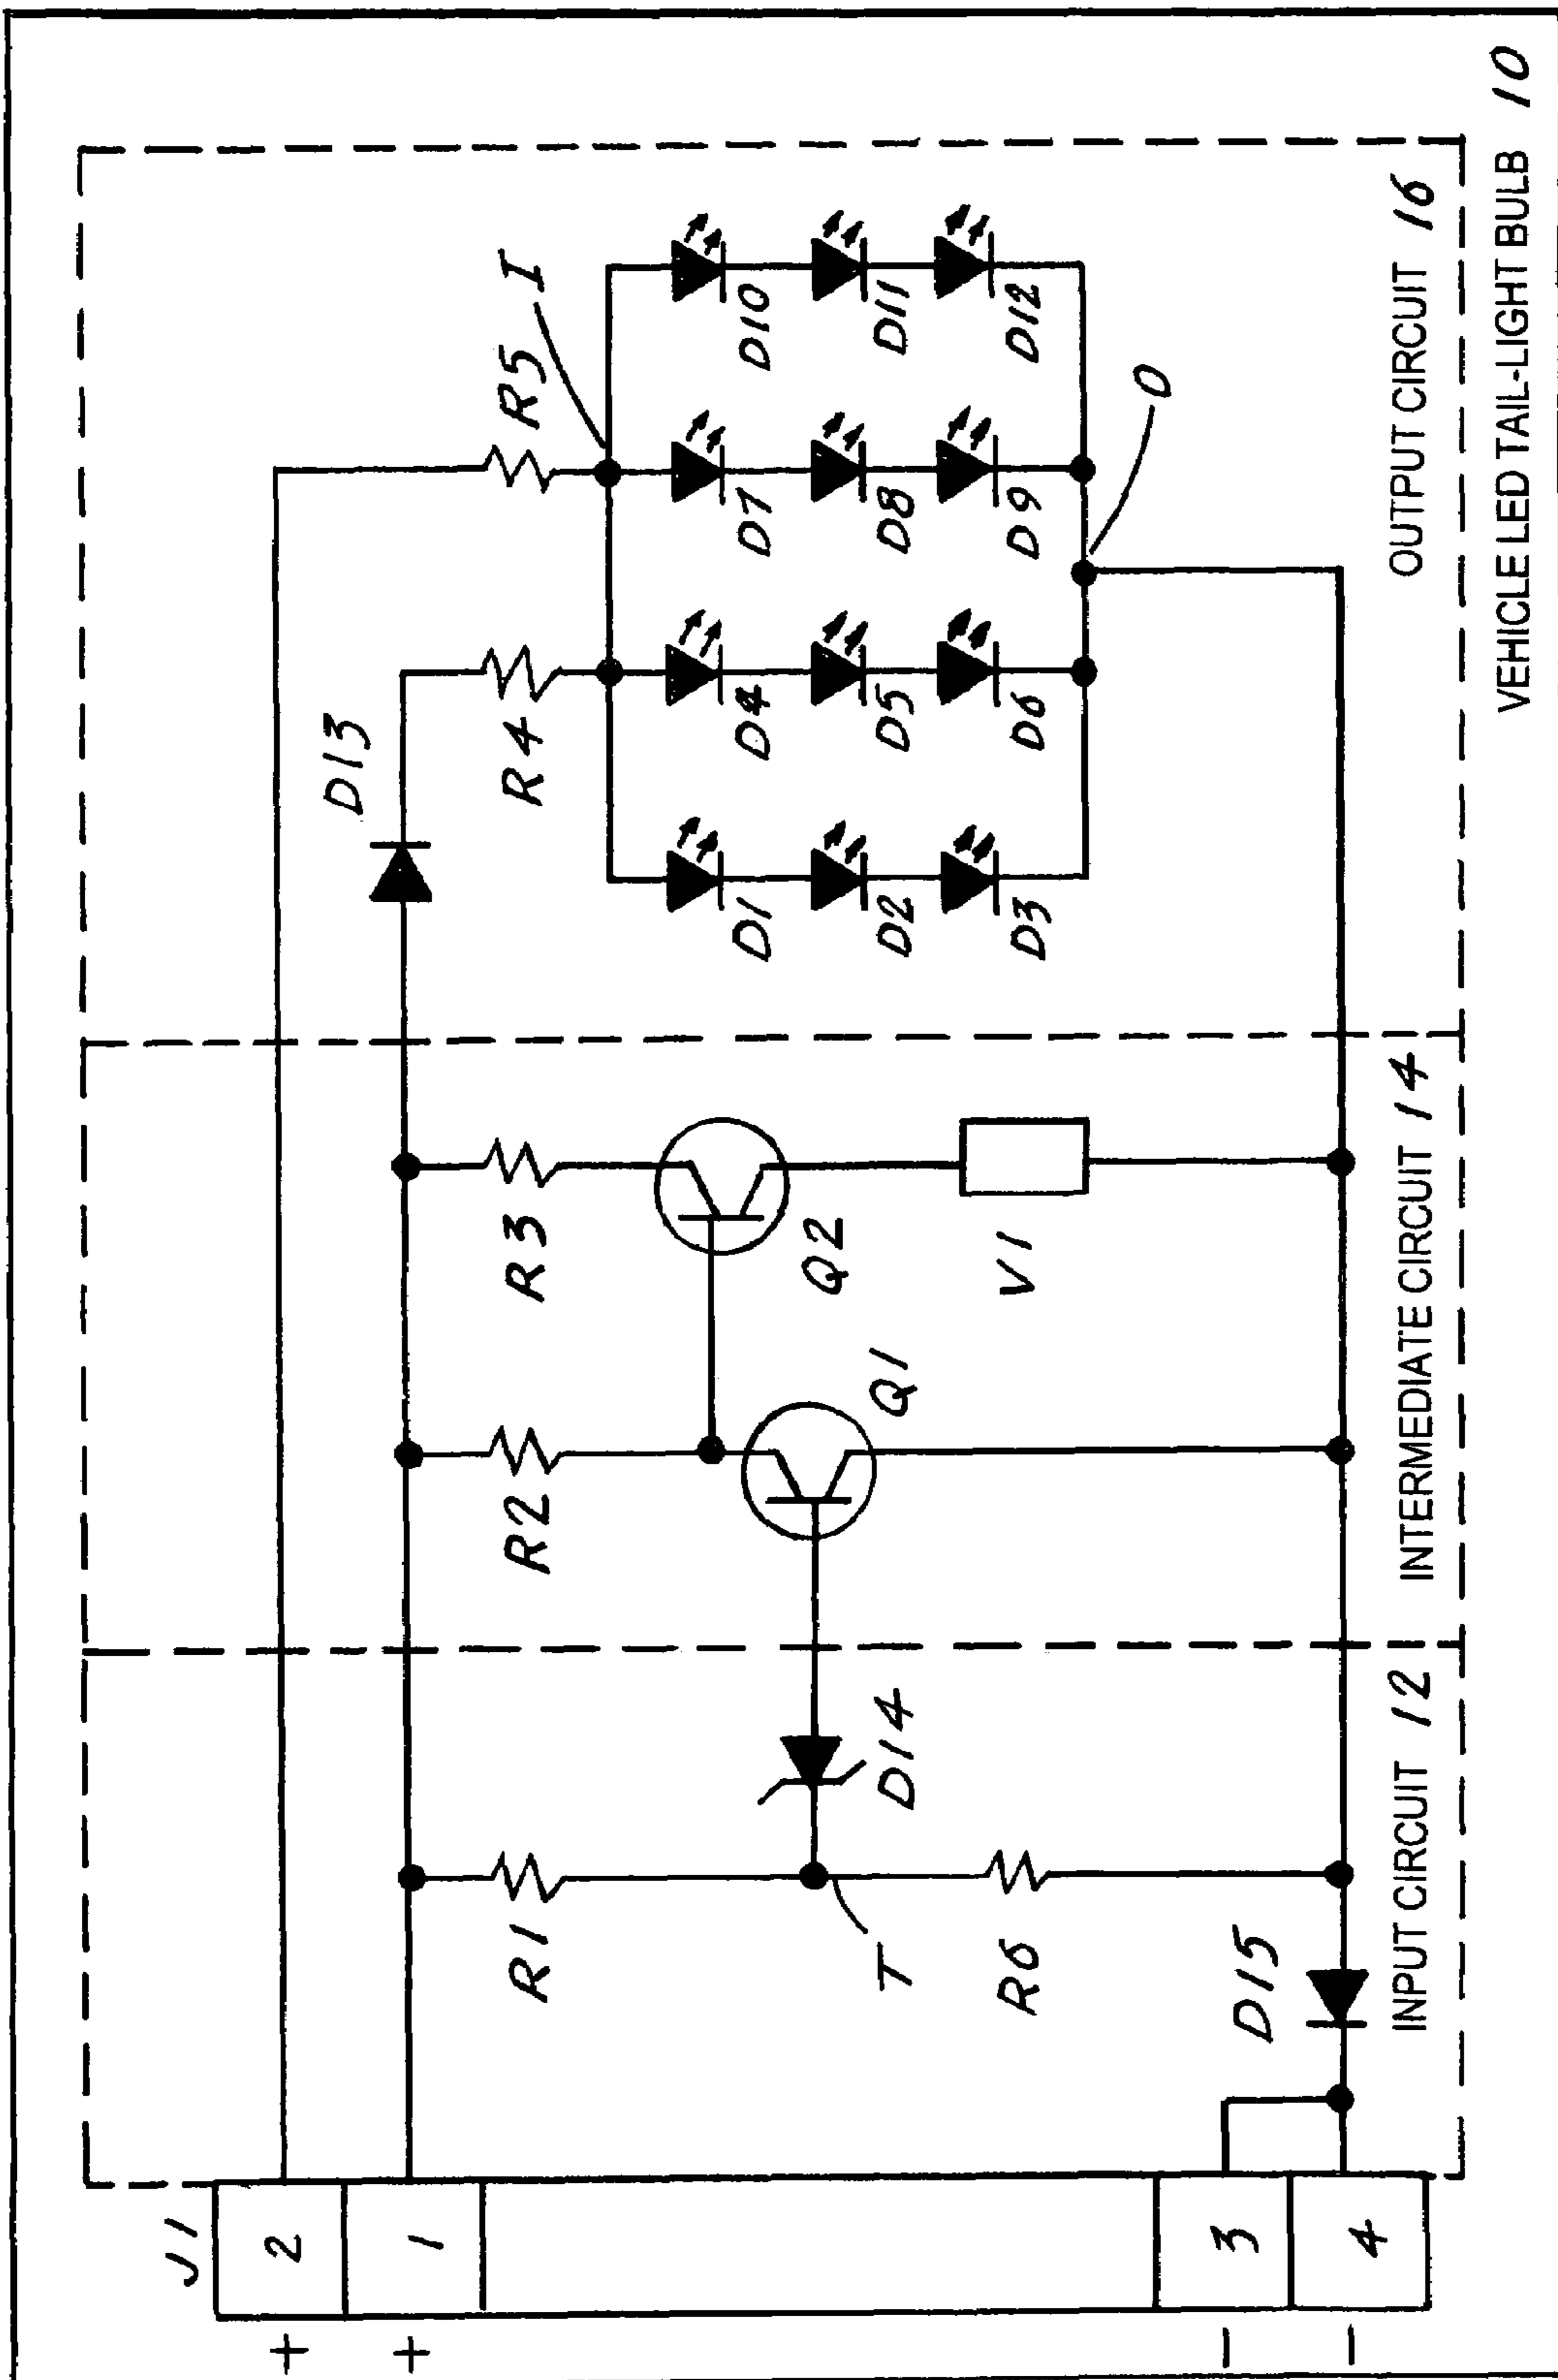 J1
+ 2
D13
+ 1
R1 R2 R3 R4 R5 I
D1 D4 D7 D10
Q2
T D14 Q1 D2 D5 D8 D11
R6 V1 D3 D6 D9 D12
O
- 3 D15
- 4
INPUT CIRCUIT 12 INTERMEDIATE CIRCUIT 14 OUTPUT CIRCUIT 16
VEHICLE LED TAIL-LIGHT BULB 10